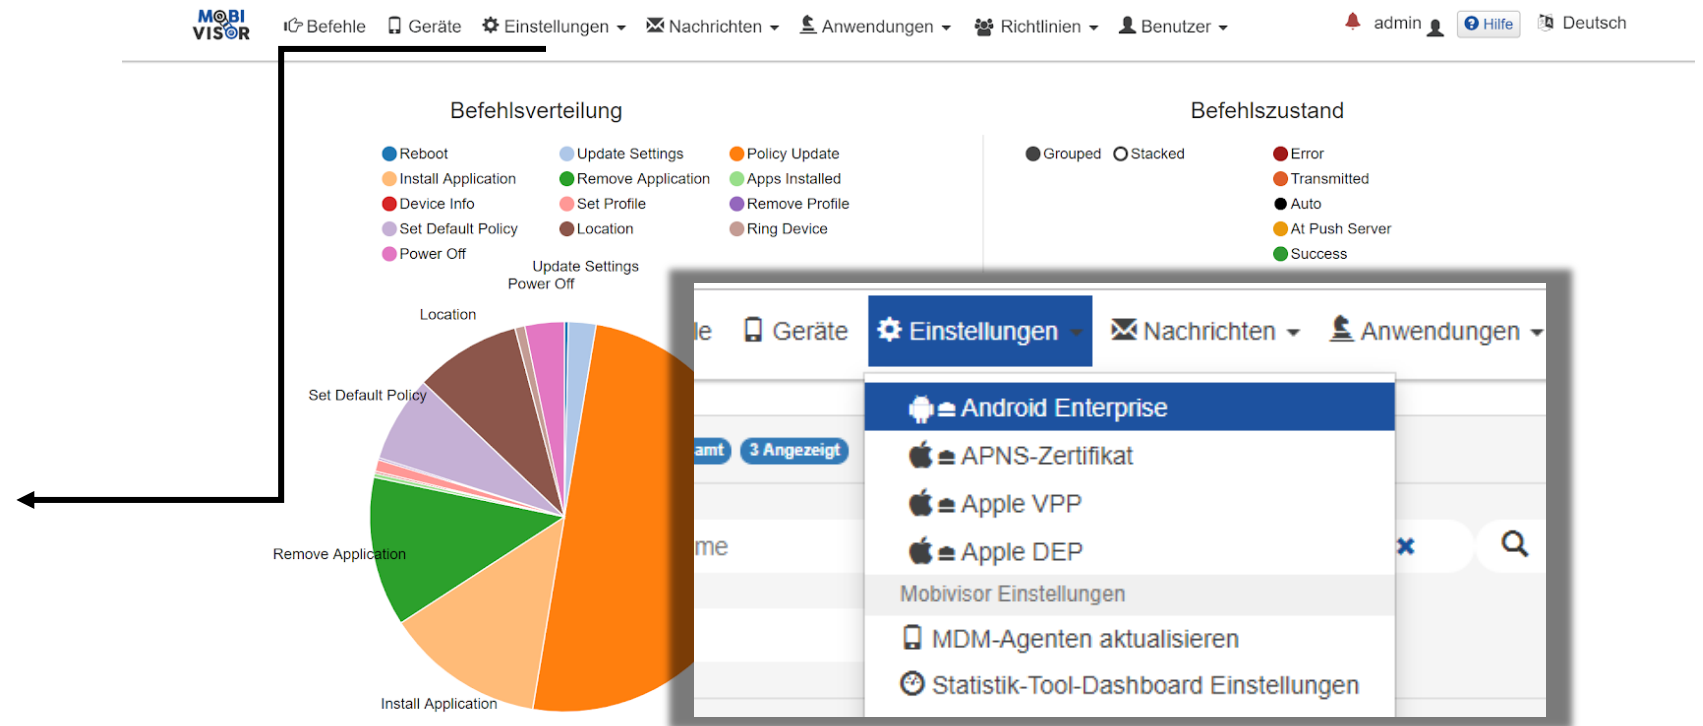 MOBI
VISOR
Befehle Geräte Einstellungen Nachrichten Anwendungen Richtlinien Benutzer admin Hilfe Deutsch
Befehlsverteilung
Reboot Update Settings Policy Update
Install Application Remove Application Apps Installed
Device Info Set Profile Remove Profile
Set Default Policy Location Ring Device
Power Off
Update Settings
Power Off
Location
Set Default Policy
Remove Application
Install Application
Befehlszustand
Grouped Stacked
Error
Transmitted
Auto
At Push Server
Success
le Geräte Einstellungen Nachrichten Anwendungen
Android Enterprise
amt 3 Angezeigt
APNS-Zertifikat
Apple VPP
me
Apple DEP
Mobivisor Einstellungen
MDM-Agenten aktualisieren
Statistik-Tool-Dashboard Einstellungen